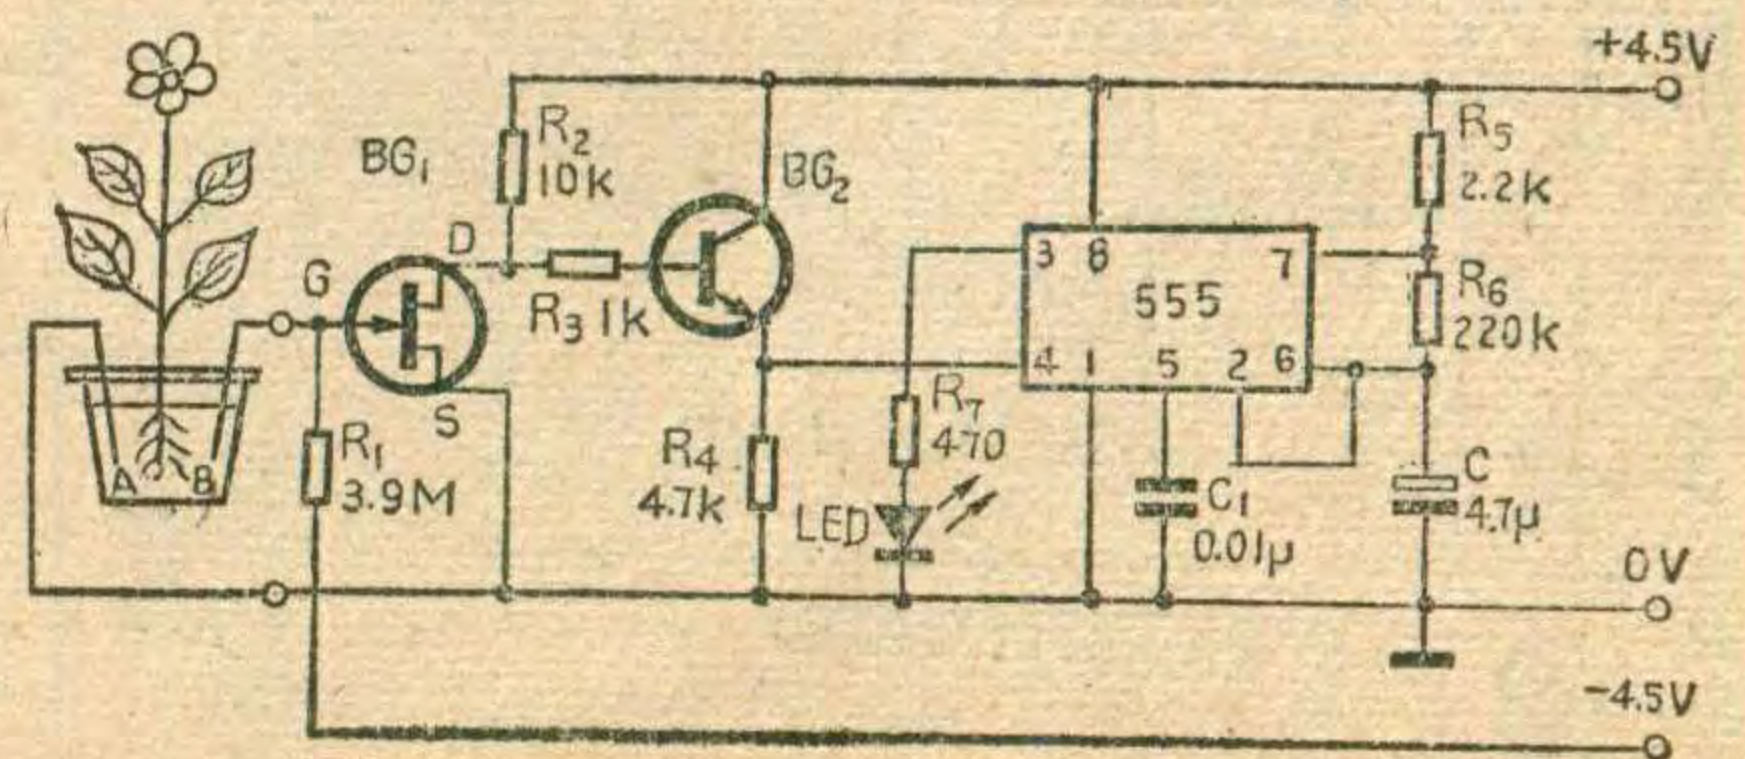 +4.5V
R₂
10k
BG₁
BG₂
R₅
2.2k
D
G
3 8 7
555
R₃ 1k
R₆
220k
4 1 5 2 6
S
R₁
3.9M
A B
R₄
4.7k
R₇
470
LED
C₁
0.01μ
C
4.7μ
0V
-4.5V